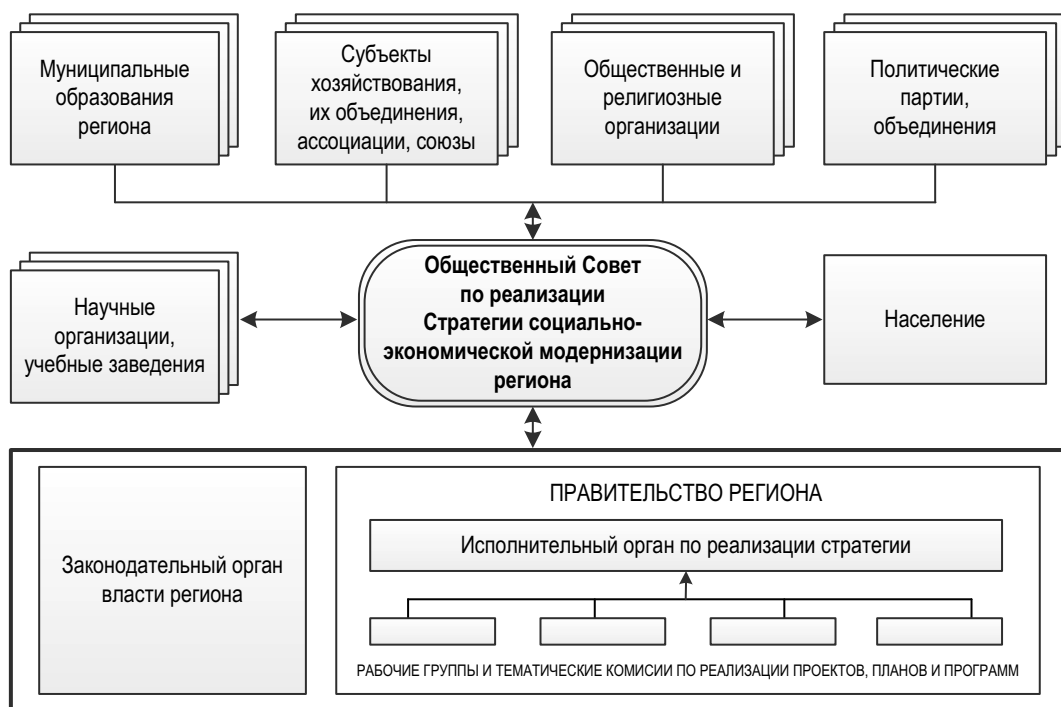 Муниципальные
образования
региона
Субъекты
хозяйствования,
их объединения,
ассоциации, союзы
Общественные и
религиозные
организации
Политические
партии,
объединения
Научные
организации,
учебные заведения
Общественный Совет
по реализации
Стратегии социально-
экономической модернизации
региона
Население
Законодательный орган
власти региона
ПРАВИТЕЛЬСТВО РЕГИОНА
Исполнительный орган по реализации стратегии
РАБОЧИЕ ГРУППЫ И ТЕМАТИЧЕСКИЕ КОМИСИИ ПО РЕАЛИЗАЦИИ ПРОЕКТОВ, ПЛАНОВ И ПРОГРАММ